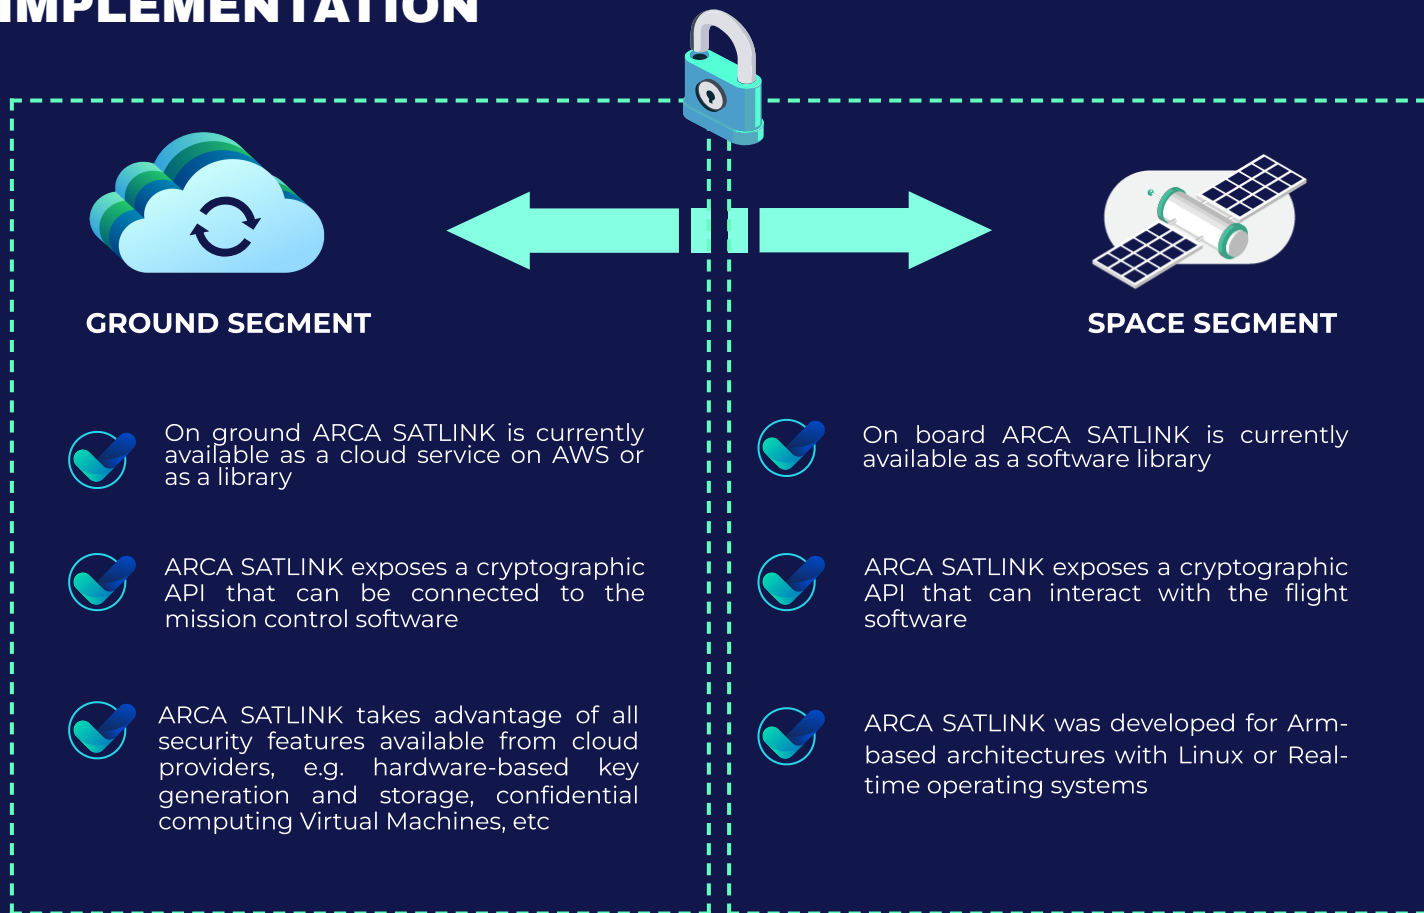 IMPLEMENTATION
GROUND SEGMENT
On ground ARCA SATLINK is currently
available as a cloud service on AWS or
as a library
ARCA SATLINK exposes a cryptographic
API that can be connected to the
mission control software
ARCA SATLINK takes advantage of all
security features available from cloud
providers, e.g. hardware-based key
generation and storage, confidential
computing Virtual Machines, etc
SPACE SEGMENT
On board ARCA SATLINK is currently
available as a software library
ARCA SATLINK exposes a cryptographic
API that can interact with the flight
software
ARCA SATLINK was developed for Arm-
based architectures with Linux or Real-
time operating systems